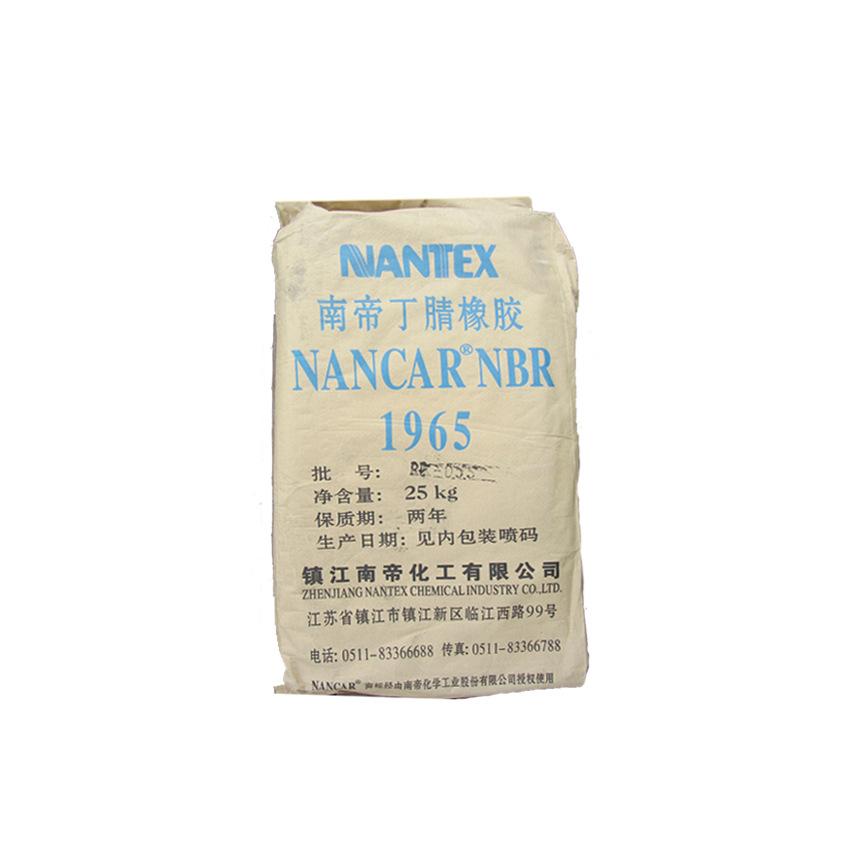 NANTEX
南帝丁腈橡胶
NANCAR® NBR
1965
批 号:
净含量: 25 kg
保质期: 两年
生产日期: 见内包装喷码
镇江南帝化工有限公司
ZHENJIANG NANTEX CHEMICAL INDUSTRY CO.,LTD.
江苏省镇江市镇江新区临江西路99号
电话: 0511-83366688 传真: 0511-83366788
NANCAR® 商标经由南帝化学工业股份有限公司授权使用